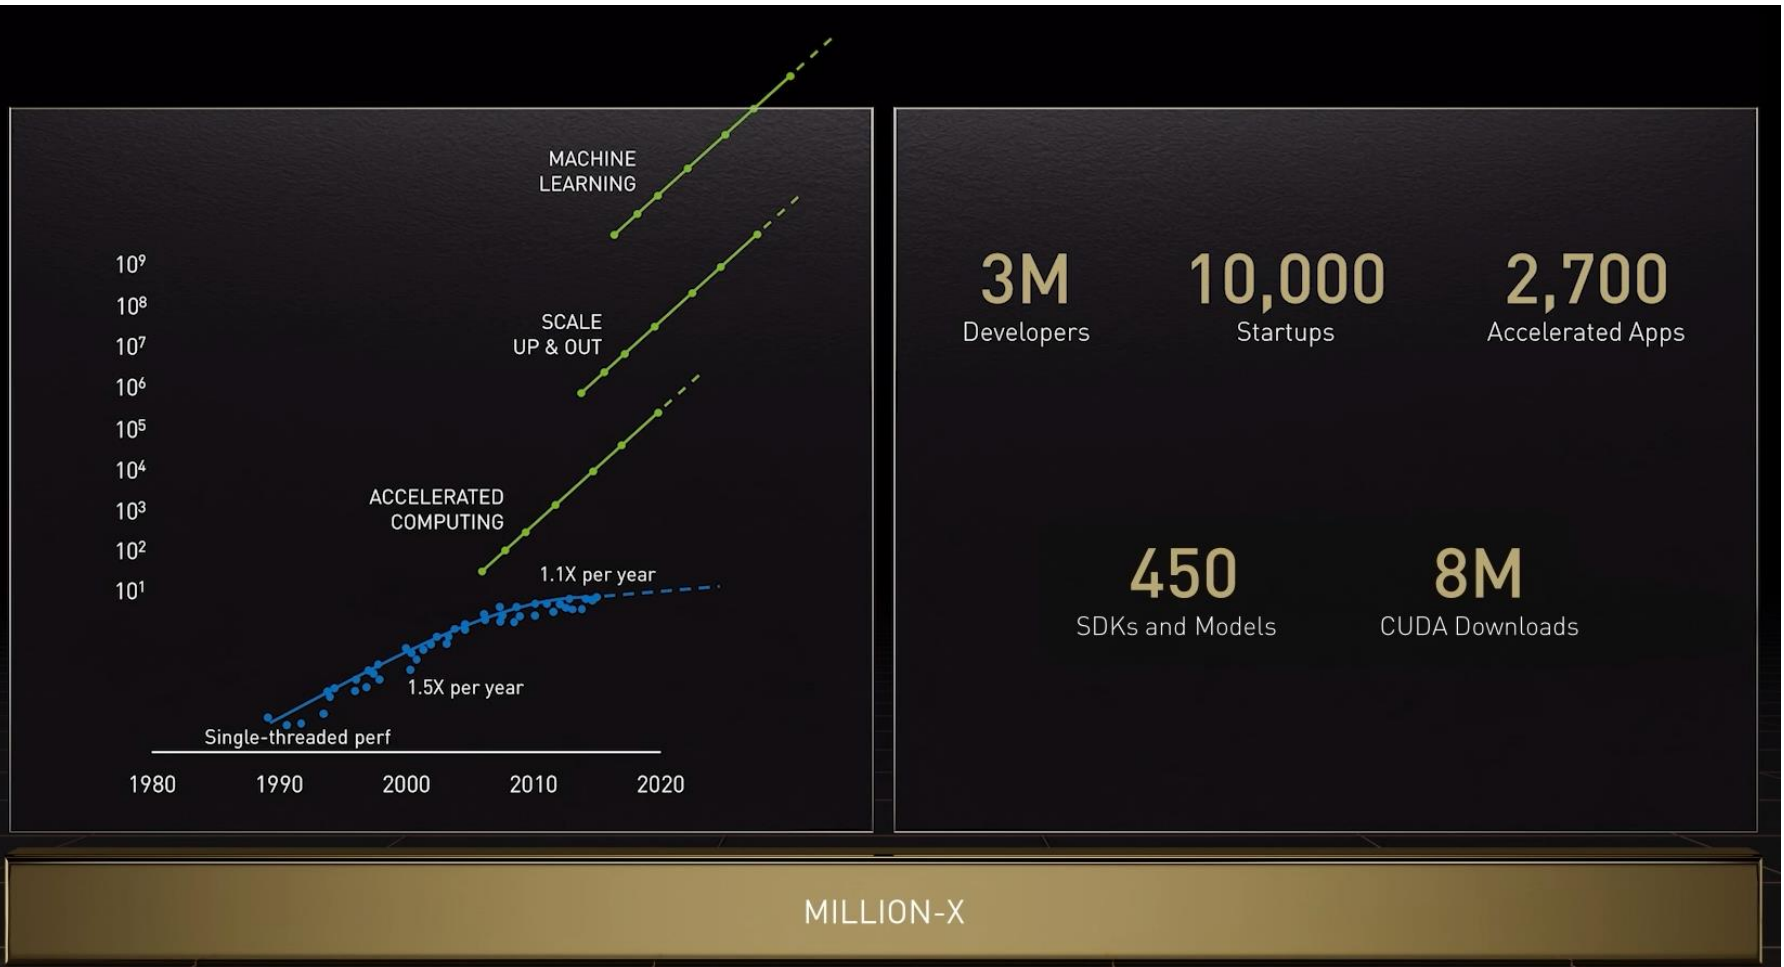 MACHINE
LEARNING
SCALE
UP & OUT
ACCELERATED
COMPUTING
10⁹
10⁸
10⁷
10⁶
10⁵
10⁴
10³
10²
10¹
1.1X per year
1.5X per year
Single-threaded perf
1980 1990 2000 2010 2020
3M 10,000 2,700
Developers Startups Accelerated Apps
450 8M
SDKs and Models CUDA Downloads
MILLION-X